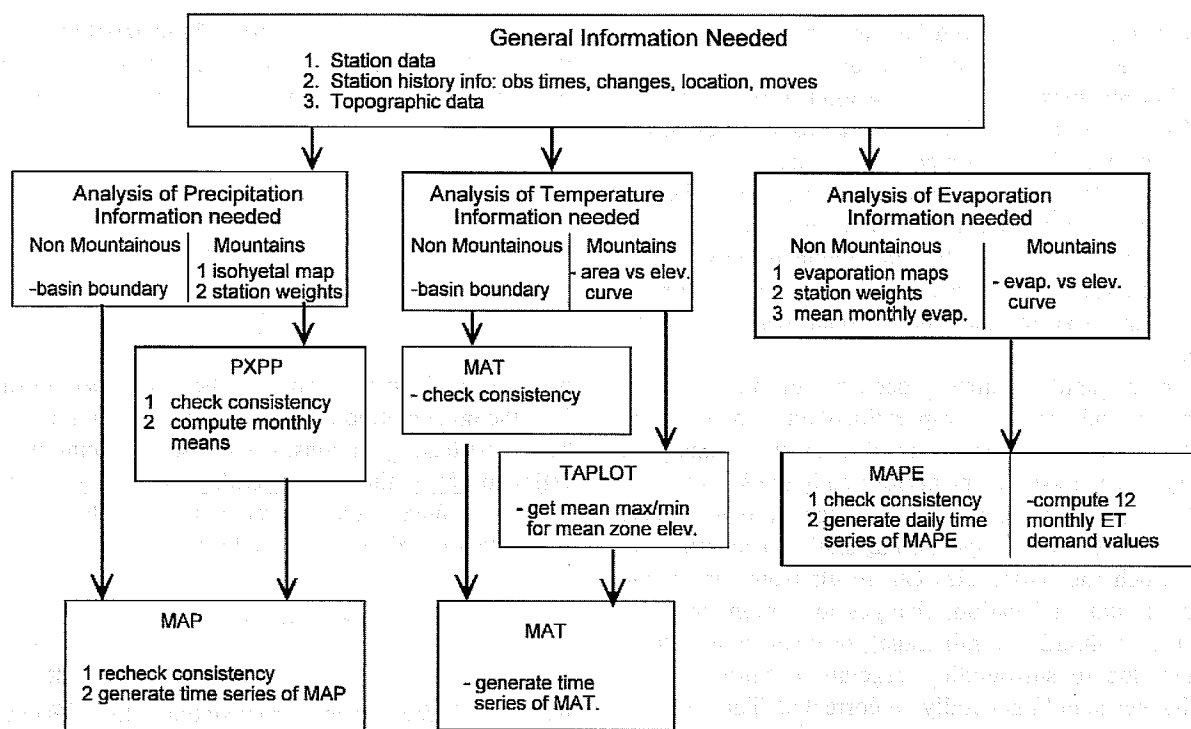 General Information Needed
1. Station data
2. Station history info: obs times, changes, location, moves
3. Topographic data
Analysis of Precipitation
Information needed
Non Mountainous
-basin boundary
Mountains
1 isohyetal map
2 station weights
Analysis of Temperature
Information needed
Non Mountainous
-basin boundary
Mountains
- area vs elev.
curve
Analysis of Evaporation
Information needed
Non Mountainous
1 evaporation maps
2 station weights
3 mean monthly evap.
Mountains
- evap. vs elev.
curve
PXPP
1 check consistency
2 compute monthly
means
MAT
- check consistency
TAPLOT
- get mean max/min
for mean zone elev.
MAPE
1 check consistency
2 generate daily time
series of MAPE
-compute 12
monthly ET
demand values
MAP
1 recheck consistency
2 generate time series of MAP
MAT
- generate time
series of MAT.